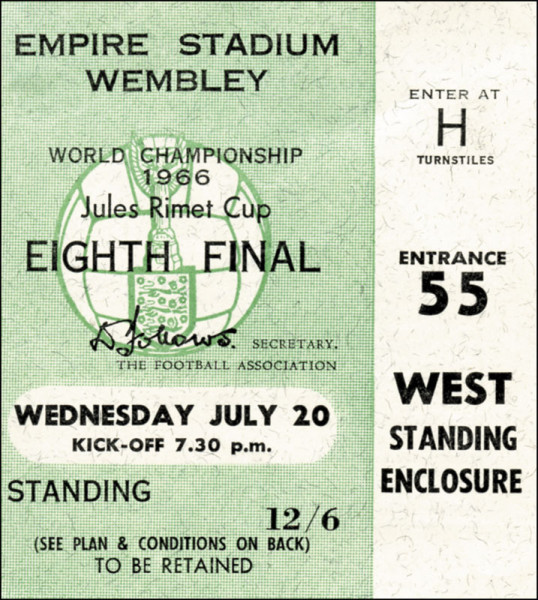 EMPIRE STADIUM
WEMBLEY
WORLD CHAMPIONSHIP
1966
Jules Rimet Cup
EIGHTH FINAL
D Follows. SECRETARY.
THE FOOTBALL ASSOCIATION
WEDNESDAY JULY 20
KICK-OFF 7.30 p.m.
STANDING
12/6
(SEE PLAN & CONDITIONS ON BACK)
TO BE RETAINED
ENTER AT
H
TURNSTILES
ENTRANCE
55
WEST
STANDING
ENCLOSURE